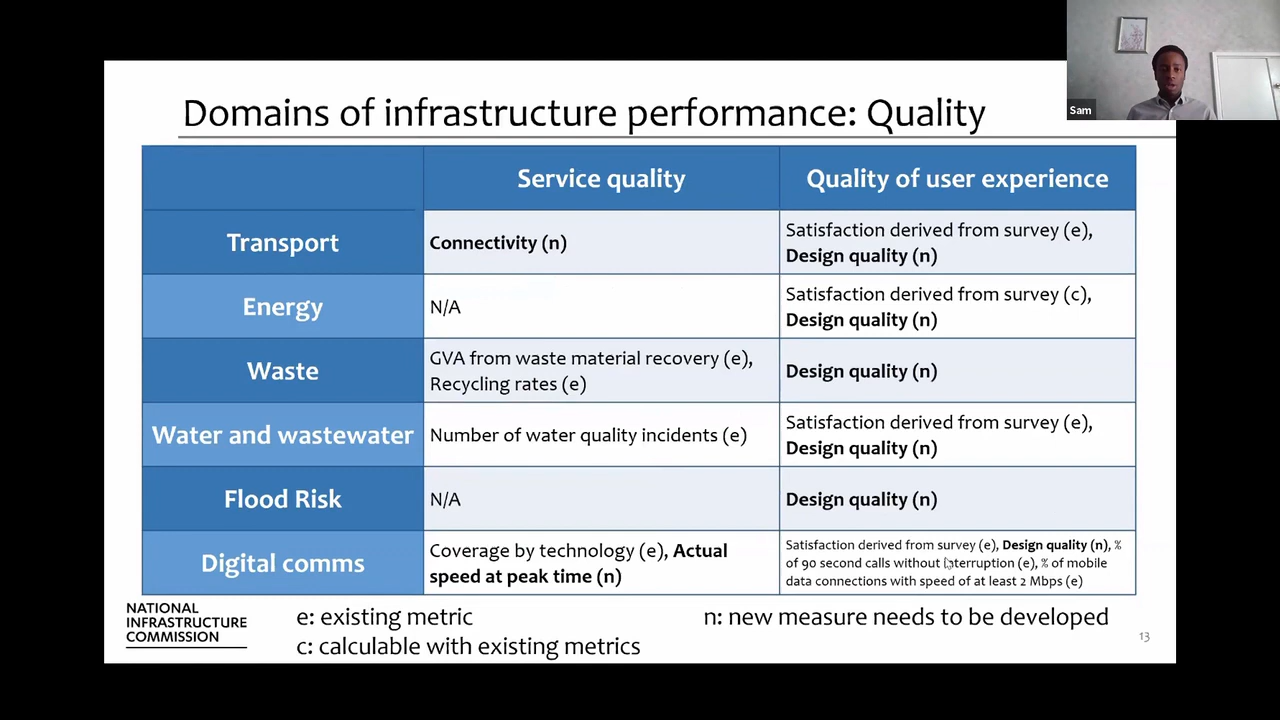 Sam
Domains of infrastructure performance: Quality
Service quality
Quality of user experience
Transport
Connectivity (n)
Satisfaction derived from survey (e),
Design quality (n)
Energy
N/A
Satisfaction derived from survey (c),
Design quality (n)
Waste
GVA from waste material recovery (e),
Recycling rates (e)
Design quality (n)
Water and wastewater
Number of water quality incidents (e)
Satisfaction derived from survey (e),
Design quality (n)
Flood Risk
N/A
Design quality (n)
Digital comms
Coverage by technology (e), Actual
speed at peak time (n)
Satisfaction derived from survey (e), Design quality (n), %
of 90 second calls without interruption (e), % of mobile
data connections with speed of at least 2 Mbps (e)
NATIONAL
INFRASTRUCTURE
COMMISSION
e: existing metric
n: new measure needs to be developed
c: calculable with existing metrics
13